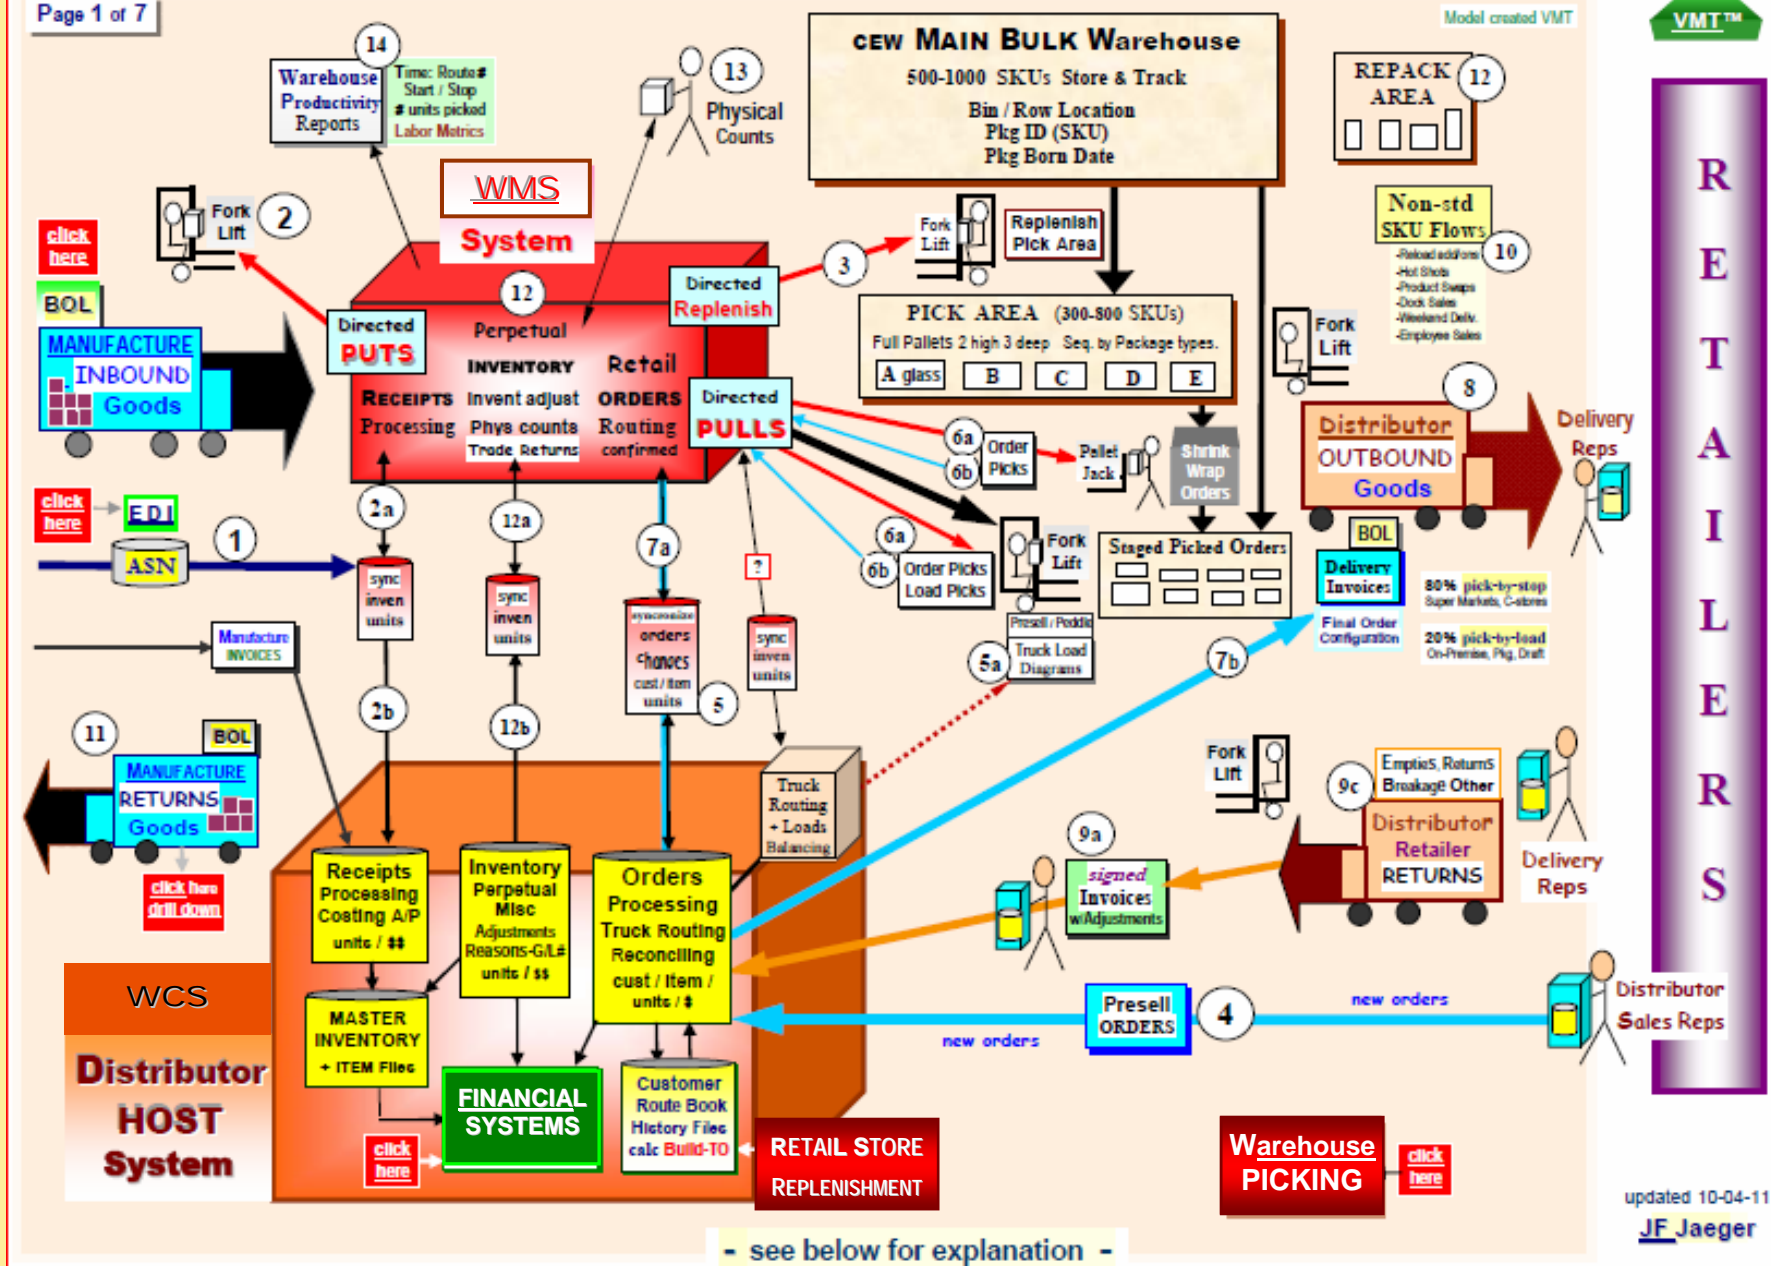 Page 1 of 7
Model created VMT
VMT™
14
Warehouse
Productivity
Reports
Time: Route#
Start / Stop
# units picked
Labor Metrics
13
Physical
Counts
CEW MAIN BULK Warehouse
500-1000 SKUs Store & Track
Bin / Row Location
Pkg ID (SKU)
Pkg Born Date
REPACK
AREA
12
RETAILERS
WMS
System
Fork
Lift
2
click
here
BOL
MANUFACTURE
INBOUND
Goods
Directed
PUTS
12
Perpetual
INVENTORY
Invent adjust
Phys counts
Trade Returns
RECEIPTS
Processing
Retail
ORDERS
Routing
confirmed
Directed
Replenish
Directed
PULLS
3
Fork
Lift
Replenish
Pick Area
Non-std
SKU Flows
10
-Reload add/ons
-Hot Shots
-Product Swaps
-Dock Sales
-Weekend Deliv.
-Employee Sales
PICK AREA (300-800 SKUs)
Full Pallets 2 high 3 deep Seq. by Package types.
A glass
B
C
D
E
Fork
Lift
8
Distributor
OUTBOUND
Goods
Delivery
Reps
6a
6b
Order
Picks
Pallet
Jack
Shrink
Wrap
Orders
click
here
EDI
1
ASN
2a
12a
7a
sync
inven
units
sync
inven
units
syncronize
orders
changes
cust / item
units
5
?
sync
inven
units
6a
6b
Order Picks
Load Picks
Fork
Lift
Staged Picked Orders
BOL
Delivery
Invoices
Final Order
Configuration
80% pick-by-stop
Super Markets, C-stores
20% pick-by-load
On-Premise, Pkg, Draft
Manufacture
INVOICES
Presell / Peddle
Truck Load
Diagrams
5a
7b
2b
12b
11
BOL
MANUFACTURE
RETURNS
Goods
click here
drill down
Truck
Routing
+ Loads
Balancing
Fork
Lift
9c
Empties, Returns
Breakage Other
Distributor
Retailer
RETURNS
Delivery
Reps
9a
signed
Invoices
w/Adjustments
Receipts
Processing
Costing A/P
units / $$
Inventory
Perpetual
Misc
Adjustments
Reasons-G/L#
units / $$
Orders
Processing
Truck Routing
Reconciling
cust / Item /
units / $
WCS
Distributor
HOST
System
MASTER
INVENTORY
+ ITEM Files
Presell
ORDERS
4
new orders
new orders
Distributor
Sales Reps
FINANCIAL
SYSTEMS
click
here
Customer
Route Book
History Files
calc Build-TO
RETAIL STORE
REPLENISHMENT
Warehouse
PICKING
click
here
updated 10-04-11
JF Jaeger
- see below for explanation -